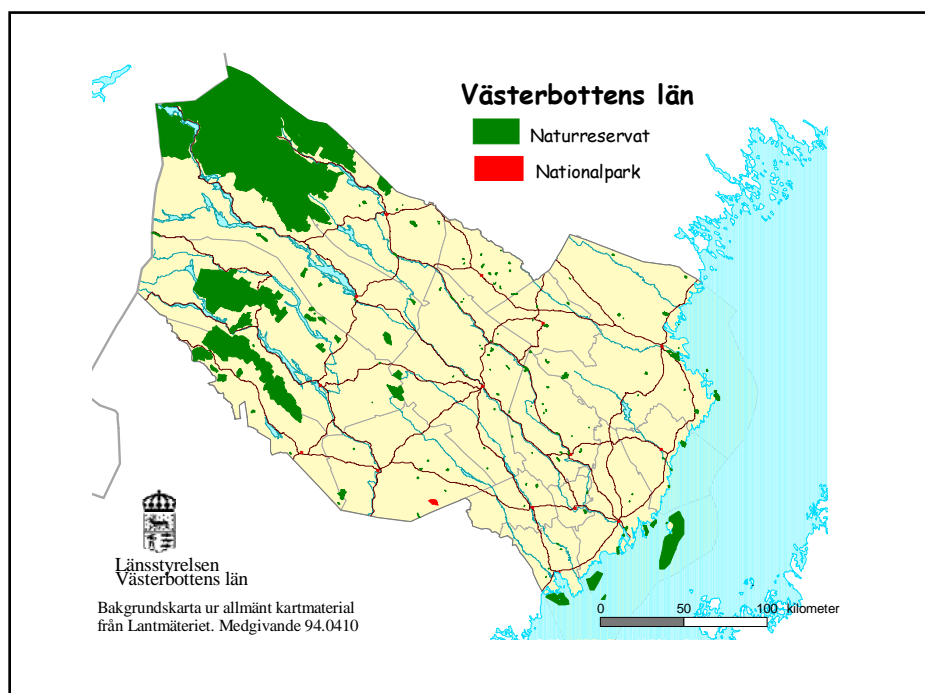 Västerbottens län
Naturreservat
Nationalpark
Länsstyrelsen
Västerbottens län
Bakgrundskarta ur allmänt kartmaterial
från Lantmäteriet. Medgivande 94.0410
0 50 100 kilometer